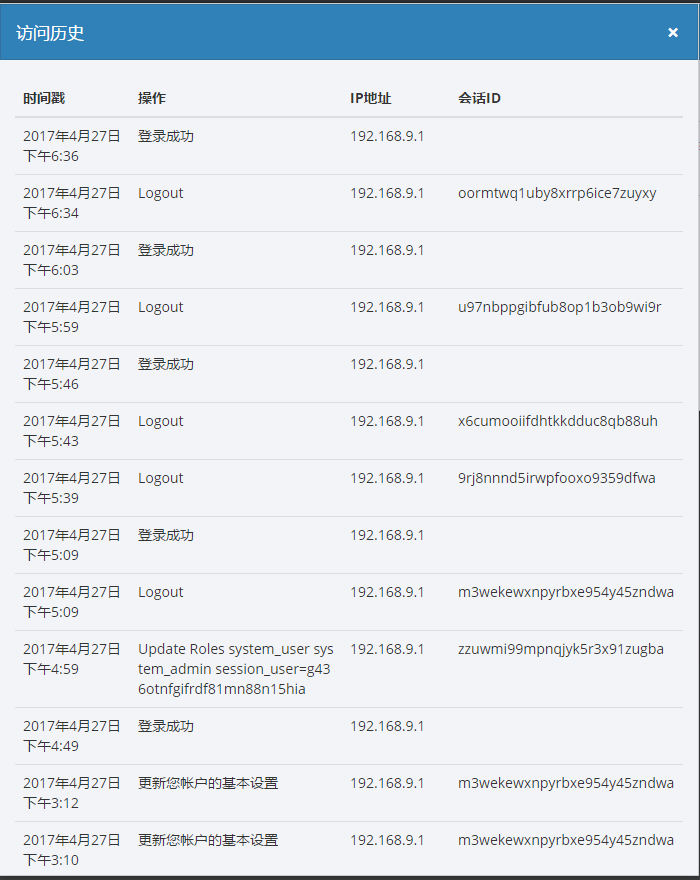 访问历史 ×
时间戳 操作 IP地址 会话ID
2017年4月27日 登录成功 192.168.9.1
下午6:36
2017年4月27日 Logout 192.168.9.1 oormtwq1uby8xrrp6ice7zuyxy
下午6:34
2017年4月27日 登录成功 192.168.9.1
下午6:03
2017年4月27日 Logout 192.168.9.1 u97nbppgibfub8op1b3ob9wi9r
下午5:59
2017年4月27日 登录成功 192.168.9.1
下午5:46
2017年4月27日 Logout 192.168.9.1 x6cumooiifdhtkkdduc8qb88uh
下午5:43
2017年4月27日 Logout 192.168.9.1 9rj8nnnd5irwpfooxo9359dfwa
下午5:39
2017年4月27日 登录成功 192.168.9.1
下午5:09
2017年4月27日 Logout 192.168.9.1 m3wekewxnpyrbxe954y45zndwa
下午5:09
2017年4月27日 Update Roles system_user sys 192.168.9.1 zzuwmi99mpnqjyk5r3x91zugba
下午4:59 tem_admin session_user=g43
6otnfgifrdf81mn88n15hia
2017年4月27日 登录成功 192.168.9.1
下午4:49
2017年4月27日 更新您帐户的基本设置 192.168.9.1 m3wekewxnpyrbxe954y45zndwa
下午3:12
2017年4月27日 更新您帐户的基本设置 192.168.9.1 m3wekewxnpyrbxe954y45zndwa
下午3:10